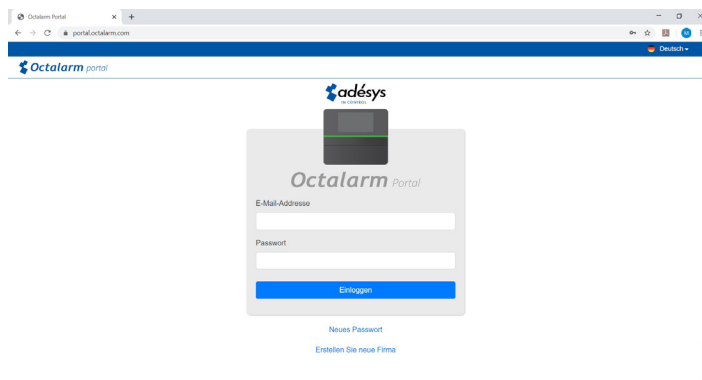 Octalarm Portal
portal.octalarm.com
M
Deutsch
Octalarm portal
adésys
IN CONTROL
Octalarm Portal
E-Mail-Addresse
Passwort
Einloggen
Neues Passwort
Erstellen Sie neue Firma